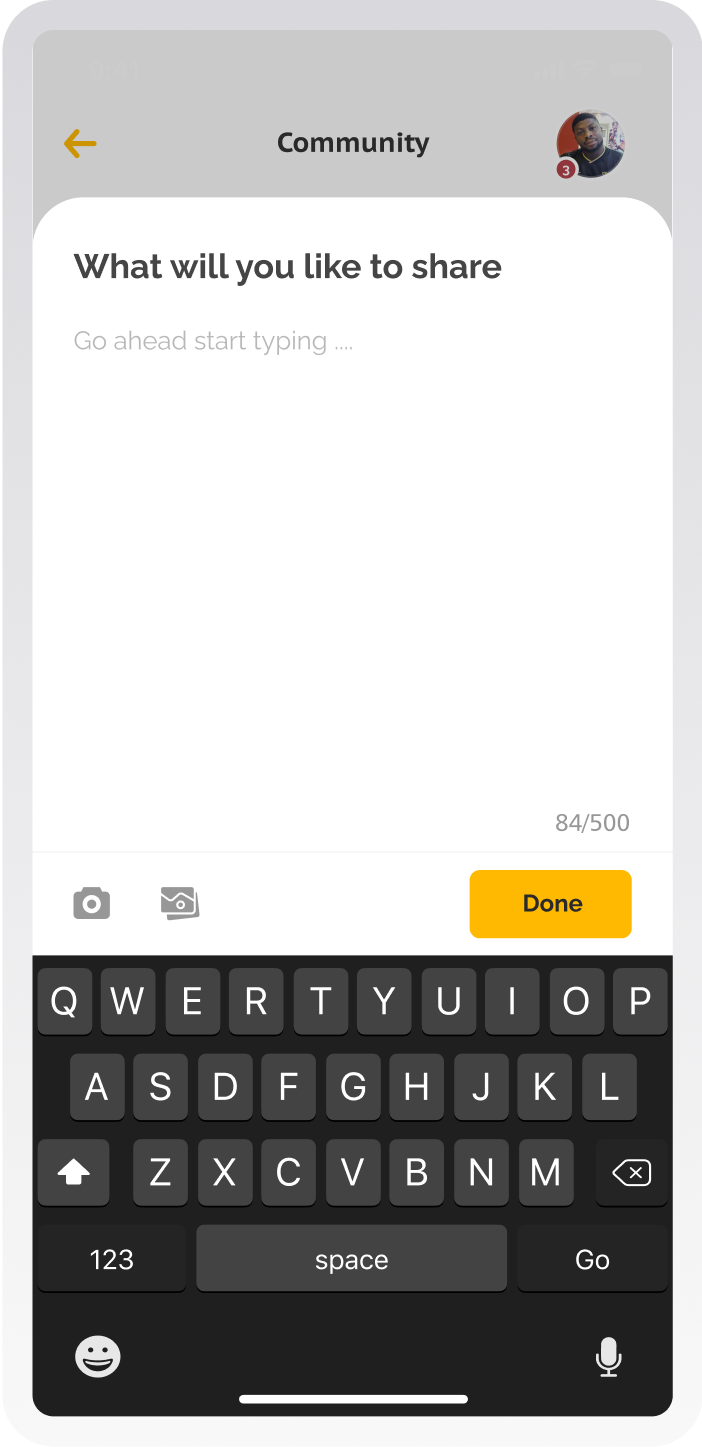 Community
3
What will you like to share
Go ahead start typing ....
84/500
Done
Q W E R T Y U I O P
A S D F G H J K L
Z X C V B N M
123 space Go